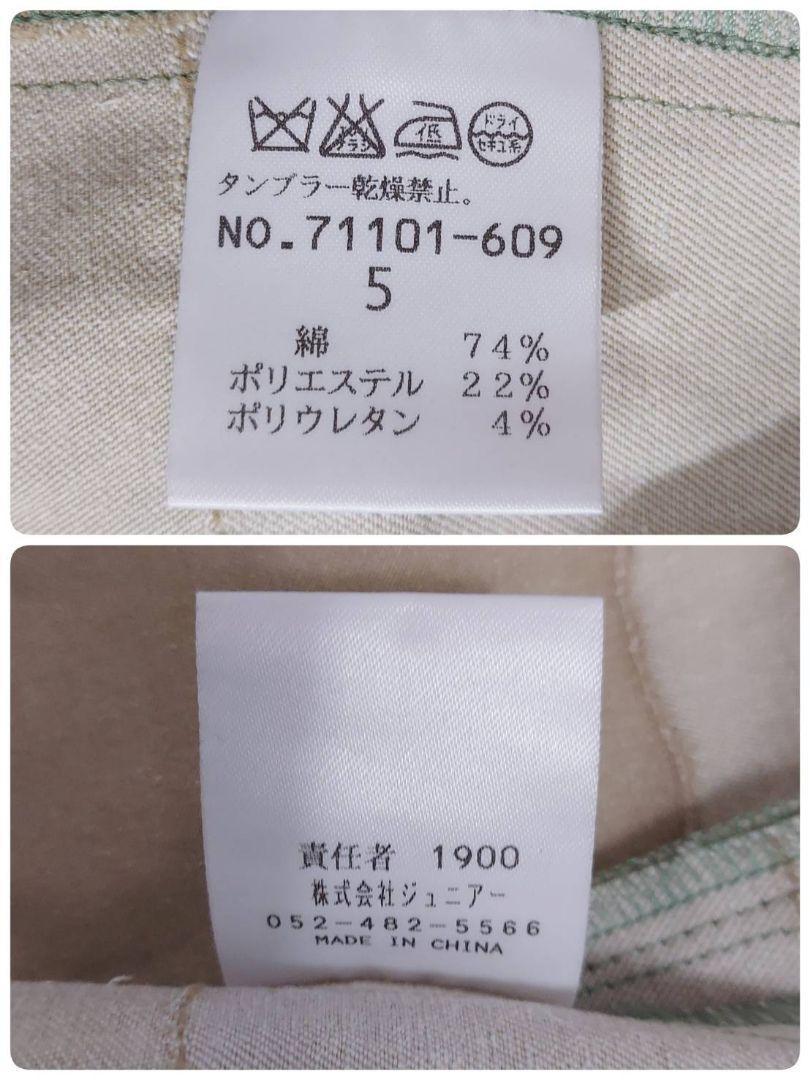 低 ドライ
セキユ系
タンブラー乾燥禁止。
NO.71101-609
5
綿 74%
ポリエステル 22%
ポリウレタン 4%
責任者 1900
株式会社ジュニアー
052-482-5566
MADE IN CHINA